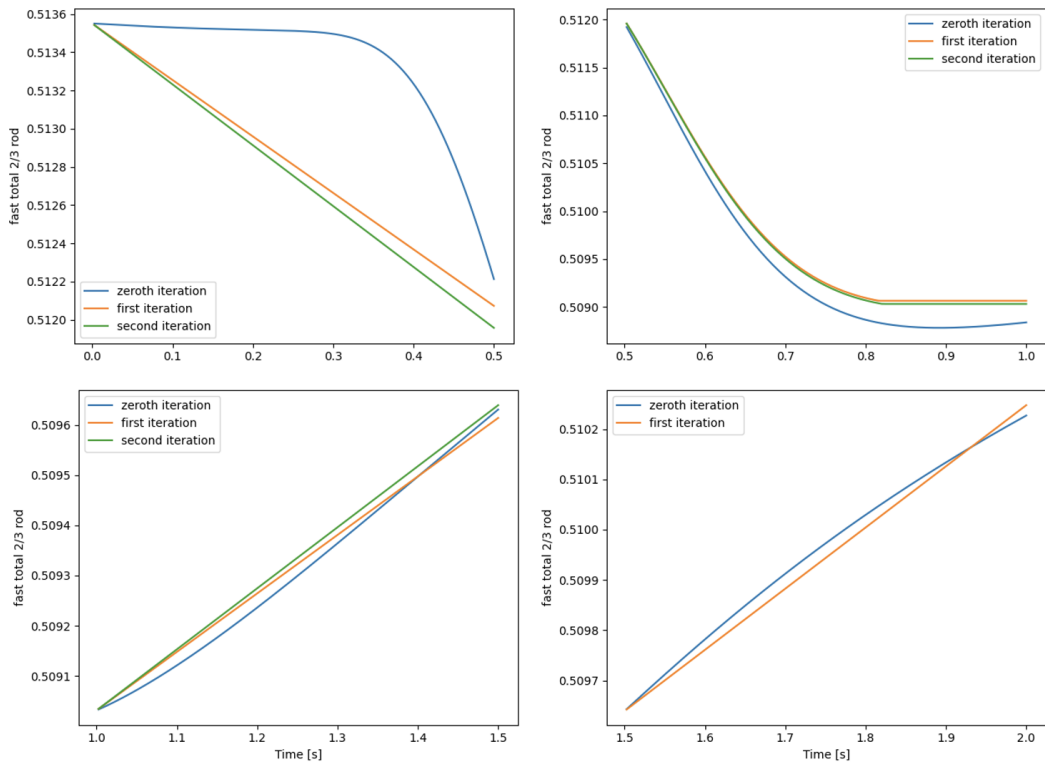 0.5136
0.5134
0.5132
0.5130
0.5128
0.5126
0.5124
0.5122
0.5120
fast total 2/3 rod
zeroth iteration
first iteration
second iteration
0.0 0.1 0.2 0.3 0.4 0.5
0.5120
0.5115
0.5110
0.5105
0.5100
0.5095
0.5090
fast total 2/3 rod
zeroth iteration
first iteration
second iteration
0.5 0.6 0.7 0.8 0.9 1.0
0.5096
0.5095
0.5094
0.5093
0.5092
0.5091
fast total 2/3 rod
zeroth iteration
first iteration
second iteration
1.0 1.1 1.2 1.3 1.4 1.5
Time [s]
0.5102
0.5101
0.5100
0.5099
0.5098
0.5097
fast total 2/3 rod
zeroth iteration
first iteration
1.5 1.6 1.7 1.8 1.9 2.0
Time [s]